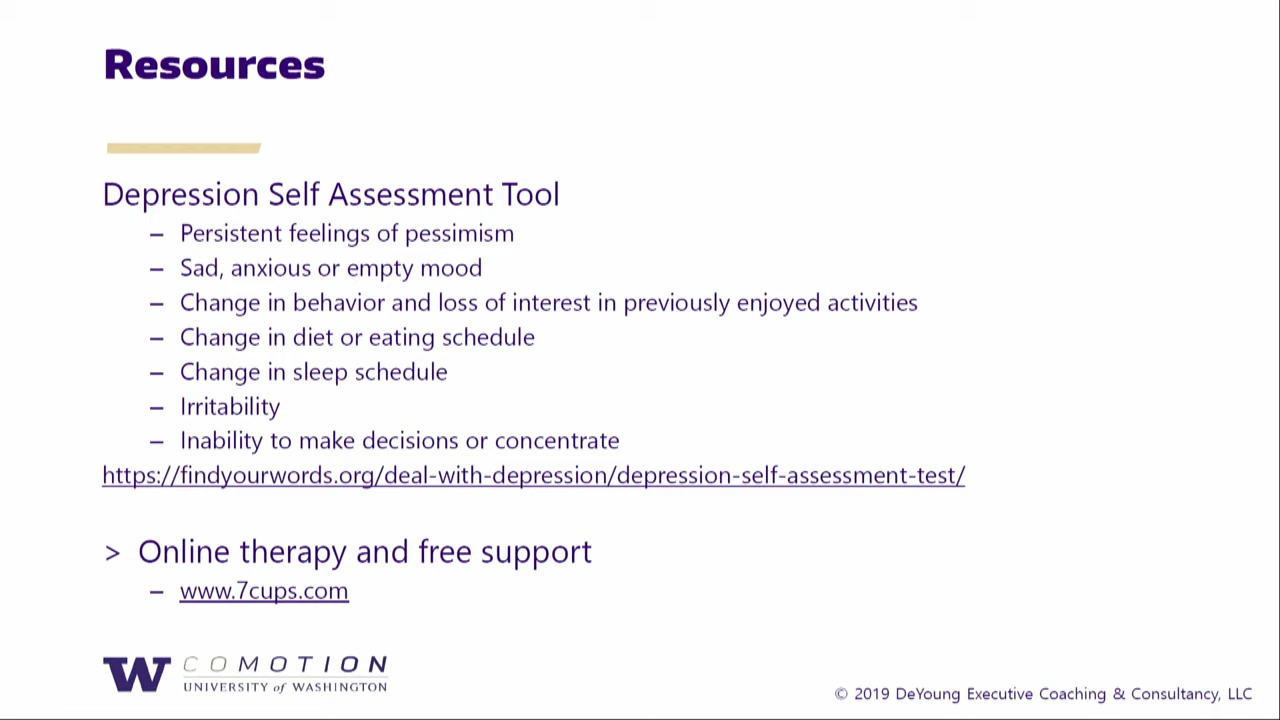 Resources
Depression Self Assessment Tool
– Persistent feelings of pessimism
– Sad, anxious or empty mood
– Change in behavior and loss of interest in previously enjoyed activities
– Change in diet or eating schedule
– Change in sleep schedule
– Irritability
– Inability to make decisions or concentrate
https://findyourwords.org/deal-with-depression/depression-self-assessment-test/
> Online therapy and free support
– www.7cups.com
W COMOTION
UNIVERSITY of WASHINGTON
© 2019 DeYoung Executive Coaching & Consultancy, LLC